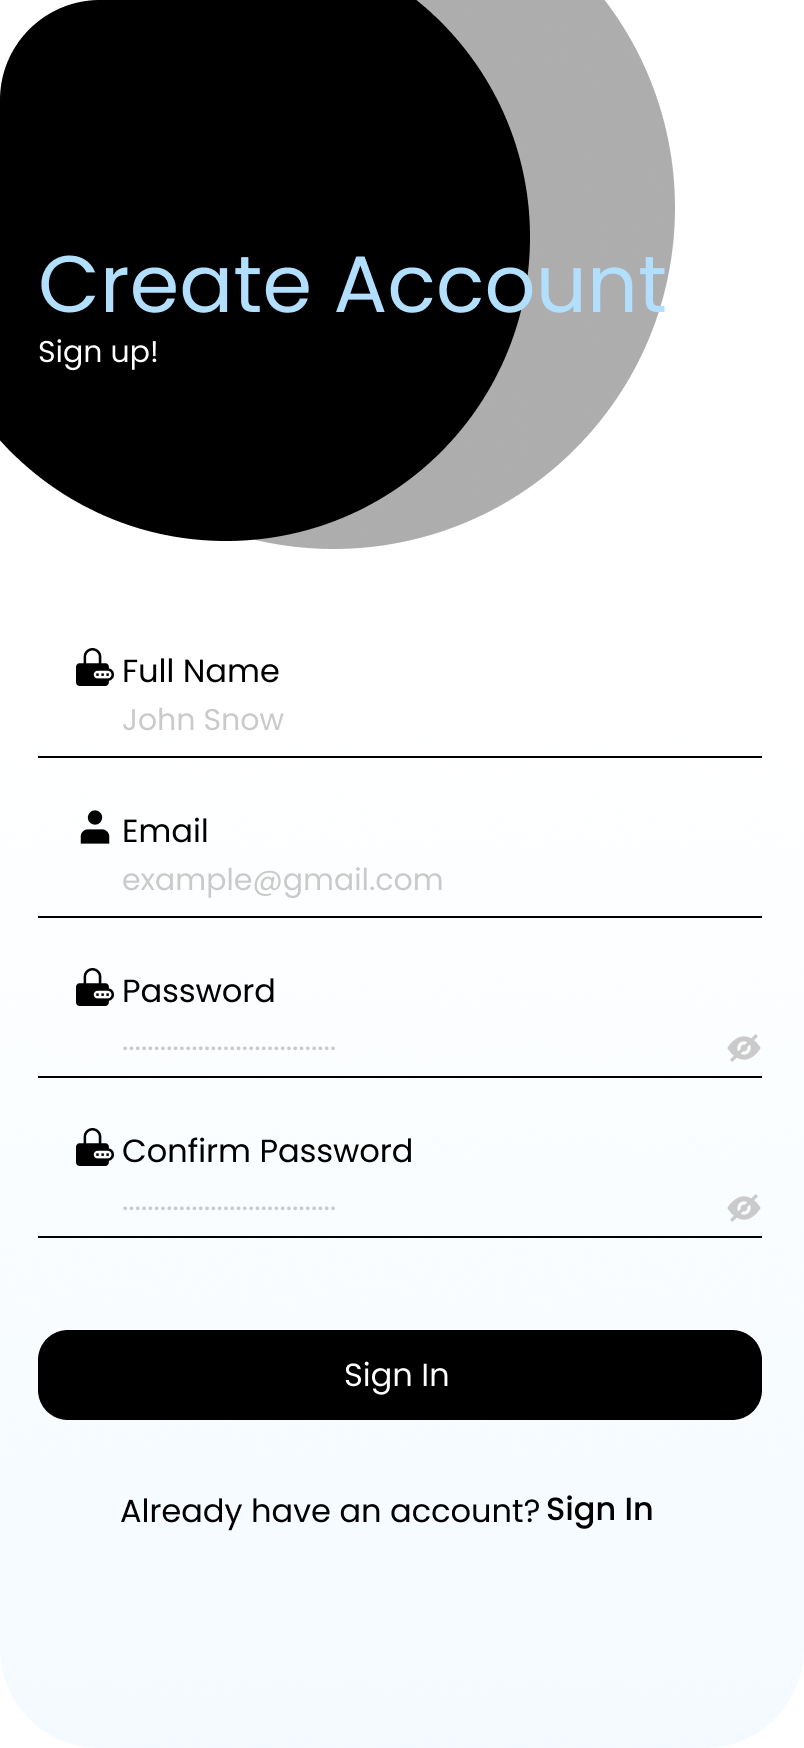 Create Account
Sign up!
Full Name
John Snow
Email
example@gmail.com
Password
Confirm Password
Sign In
Already have an account? Sign In